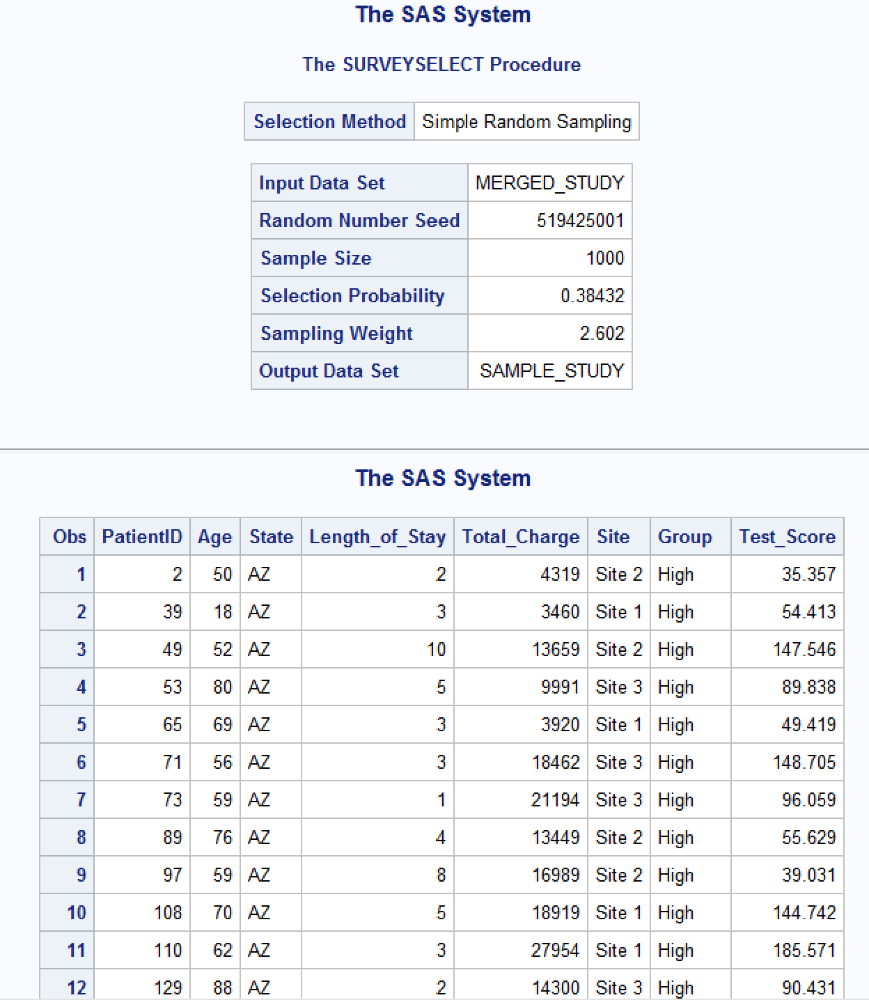 The SAS System
The SURVEYSELECT Procedure
Selection Method Simple Random Sampling
Input Data Set MERGED_STUDY
Random Number Seed 519425001
Sample Size 1000
Selection Probability 0.38432
Sampling Weight 2.602
Output Data Set SAMPLE_STUDY
The SAS System
Obs PatientID Age State Length_of_Stay Total_Charge Site Group Test_Score
1 2 50 AZ 2 4319 Site 2 High 35.357
2 39 18 AZ 3 3460 Site 1 High 54.413
3 49 52 AZ 10 13659 Site 2 High 147.546
4 53 80 AZ 5 9991 Site 3 High 89.838
5 65 69 AZ 3 3920 Site 1 High 49.419
6 71 56 AZ 3 18462 Site 3 High 148.705
7 73 59 AZ 1 21194 Site 3 High 96.059
8 89 76 AZ 4 13449 Site 2 High 55.629
9 97 59 AZ 8 16989 Site 2 High 39.031
10 108 70 AZ 5 18919 Site 1 High 144.742
11 110 62 AZ 3 27954 Site 1 High 185.571
12 129 88 AZ 2 14300 Site 3 High 90.431